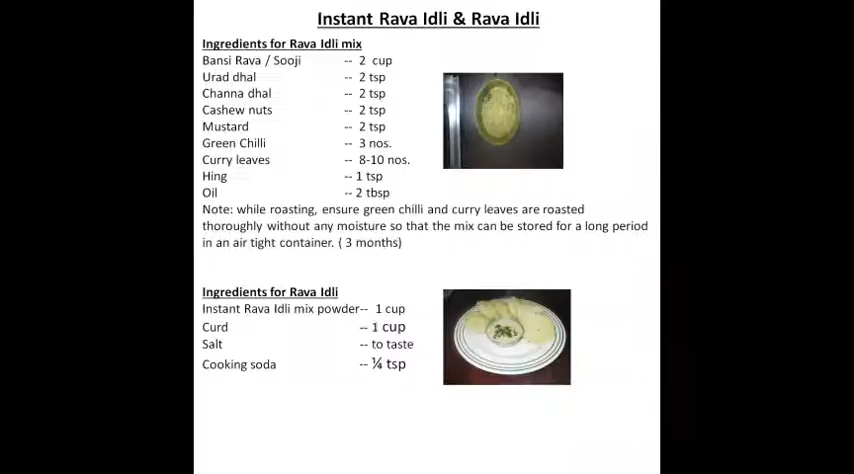 Instant Rava Idli & Rava Idli
Ingredients for Rava Idli mix
Bansi Rava / Sooji -- 2 cup
Urad dhal -- 2 tsp
Channa dhal -- 2 tsp
Cashew nuts -- 2 tsp
Mustard -- 2 tsp
Green Chilli -- 3 nos.
Curry leaves -- 8-10 nos.
Hing -- 1 tsp
Oil -- 2 tbsp
Note: while roasting, ensure green chilli and curry leaves are roasted
thoroughly without any moisture so that the mix can be stored for a long period
in an air tight container. ( 3 months)
Ingredients for Rava Idli
Instant Rava Idli mix powder-- 1 cup
Curd -- 1 cup
Salt -- to taste
Cooking soda -- ¼ tsp